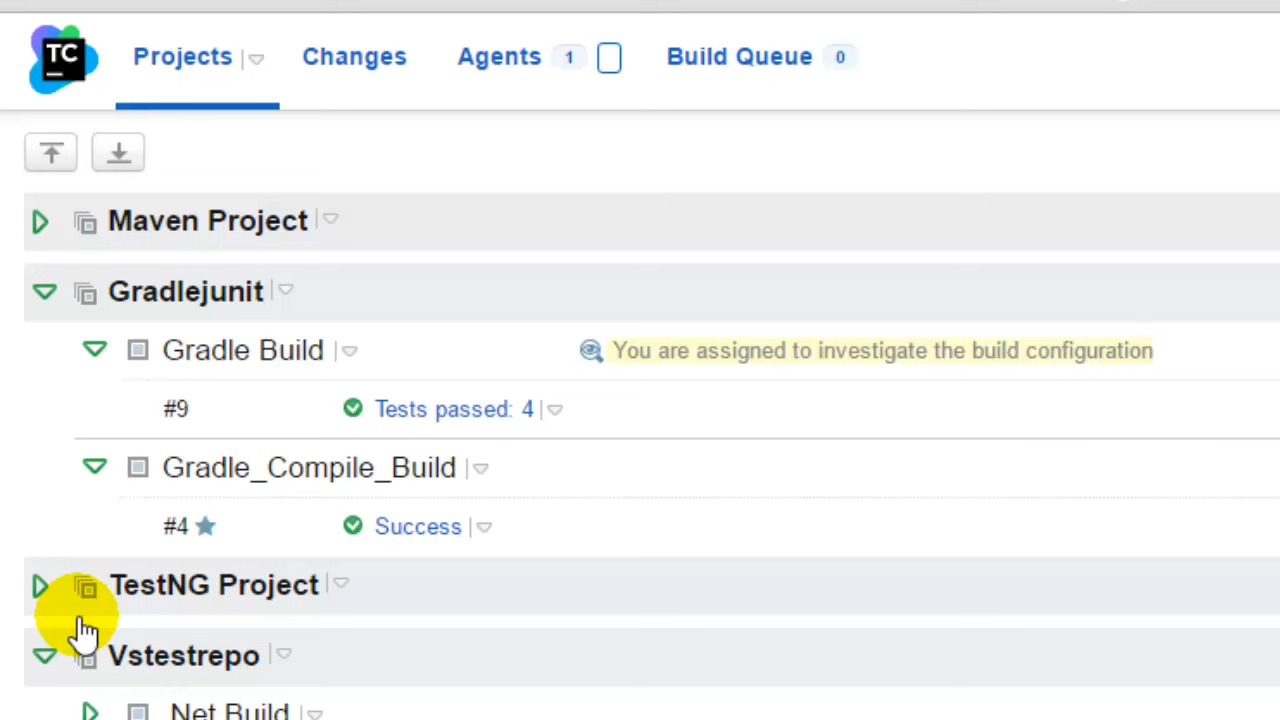 TC
Projects Changes Agents 1 Build Queue 0
Maven Project
Gradlejunit
Gradle Build You are assigned to investigate the build configuration
#9 Tests passed: 4
Gradle_Compile_Build
#4 Success
TestNG Project
Vstestrepo
Net Build